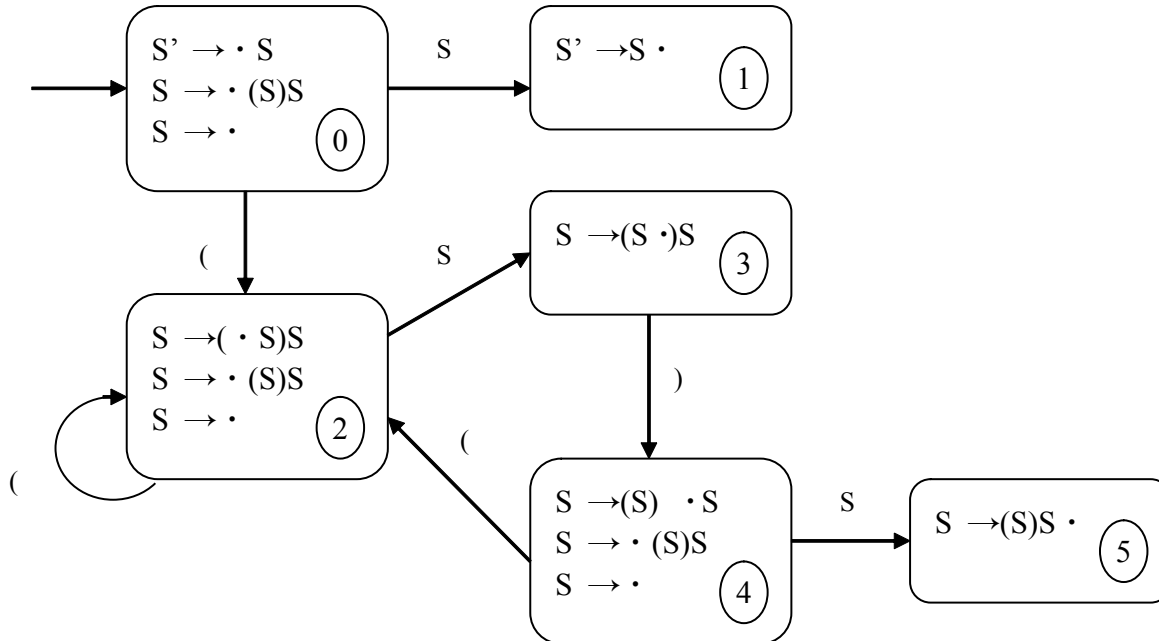 S’ → · S
S → · (S)S
S → ·
0
S
S’ →S ·
1
(
S
S →(S ·)S
3
S →( · S)S
S → · (S)S
S → ·
2
(
(
)
S →(S) · S
S → · (S)S
S → ·
4
S
S →(S)S ·
5